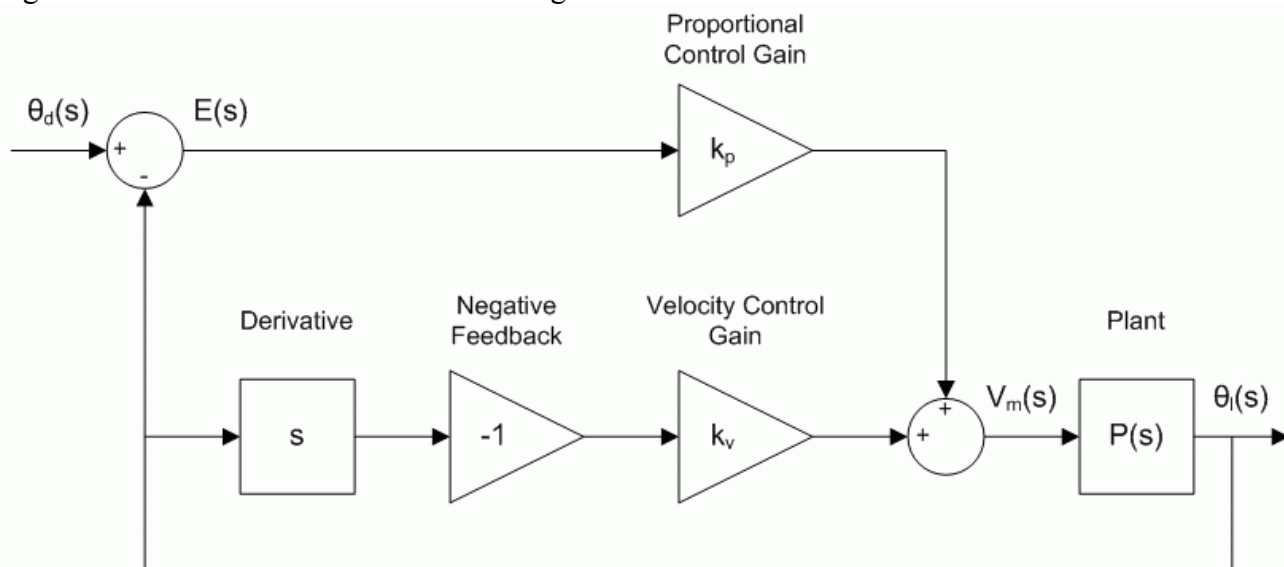 Proportional
Control Gain
θd(s)
E(s)
+
-
kp
Derivative
Negative
Feedback
Velocity Control
Gain
Plant
s
-1
kv
+
+
Vm(s)
P(s)
θl(s)